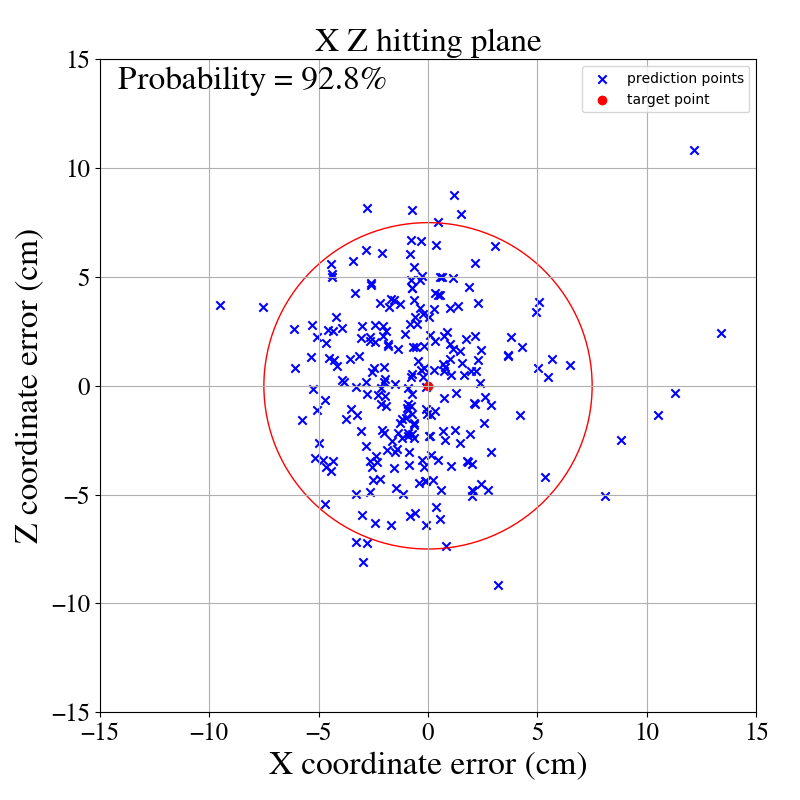 X Z hitting plane
Probability = 92.8%
prediction points
target point
15
10
5
0
−5
−10
−15
Z coordinate error (cm)
−15 −10 −5 0 5 10 15
X coordinate error (cm)